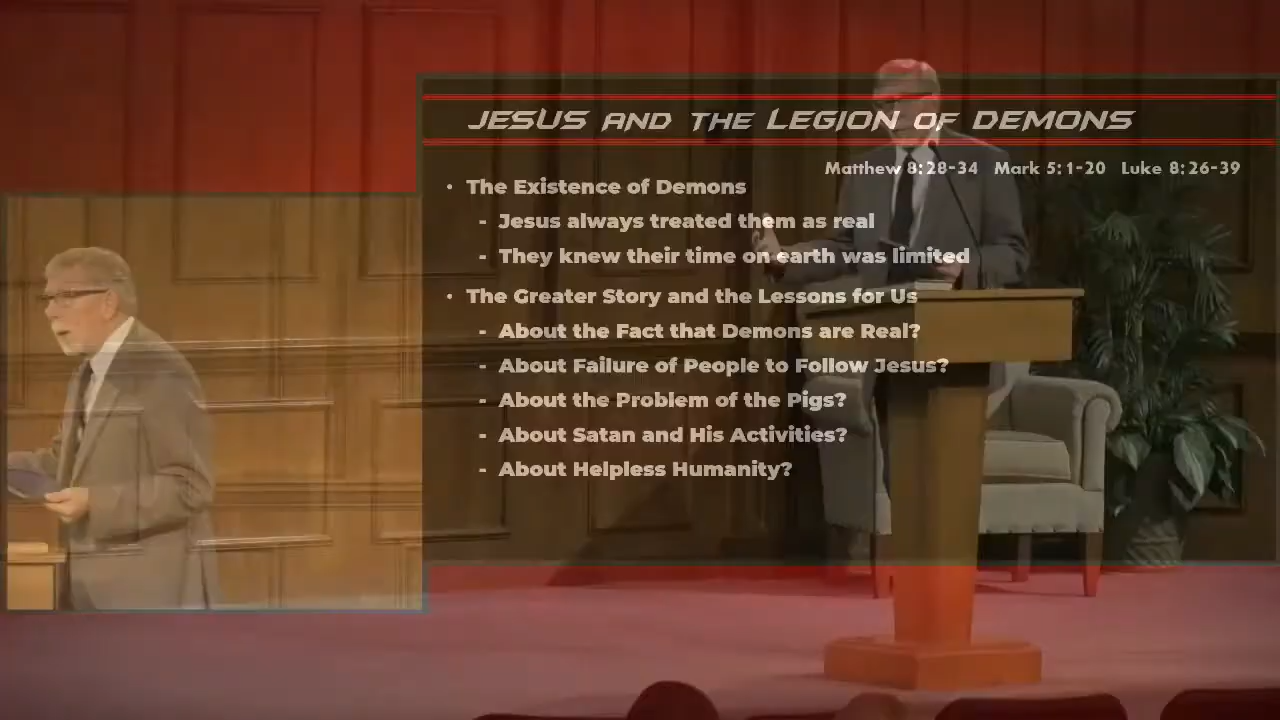 JESUS AND THE LEGION OF DEMONS
Matthew 8:28-34 Mark 5:1-20 Luke 8:26-39
• The Existence of Demons
- Jesus always treated them as real
- They knew their time on earth was limited
• The Greater Story and the Lessons for Us
- About the Fact that Demons are Real?
- About Failure of People to Follow Jesus?
- About the Problem of the Pigs?
- About Satan and His Activities?
- About Helpless Humanity?